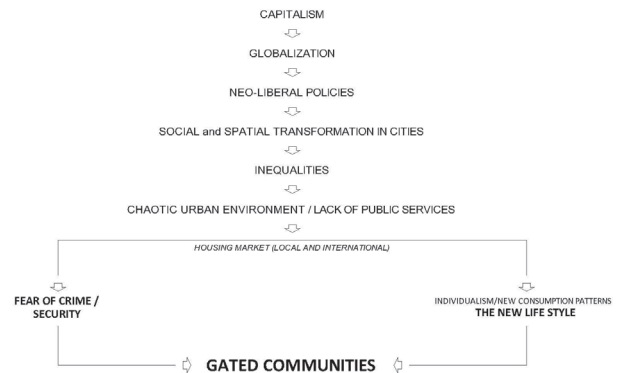 CAPITALISM
GLOBALIZATION
NEO-LIBERAL POLICIES
SOCIAL and SPATIAL TRANSFORMATION IN CITIES
INEQUALITIES
CHAOTIC URBAN ENVIRONMENT / LACK OF PUBLIC SERVICES
HOUSING MARKET (LOCAL AND INTERNATIONAL)
FEAR OF CRIME /
SECURITY
INDIVIDUALISM/NEW CONSUMPTION PATTERNS
THE NEW LIFE STYLE
GATED COMMUNITIES